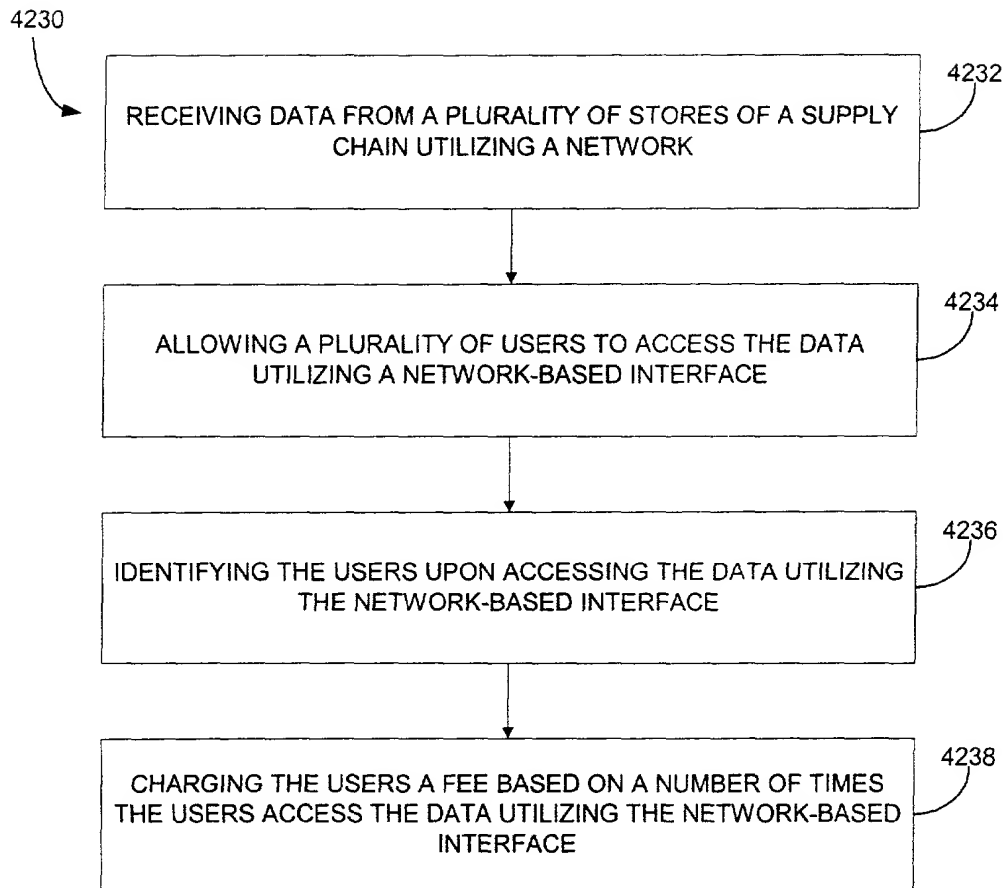 4230
4232
RECEIVING DATA FROM A PLURALITY OF STORES OF A SUPPLY
CHAIN UTILIZING A NETWORK
4234
ALLOWING A PLURALITY OF USERS TO ACCESS THE DATA
UTILIZING A NETWORK-BASED INTERFACE
4236
IDENTIFYING THE USERS UPON ACCESSING THE DATA UTILIZING
THE NETWORK-BASED INTERFACE
4238
CHARGING THE USERS A FEE BASED ON A NUMBER OF TIMES
THE USERS ACCESS THE DATA UTILIZING THE NETWORK-BASED
INTERFACE